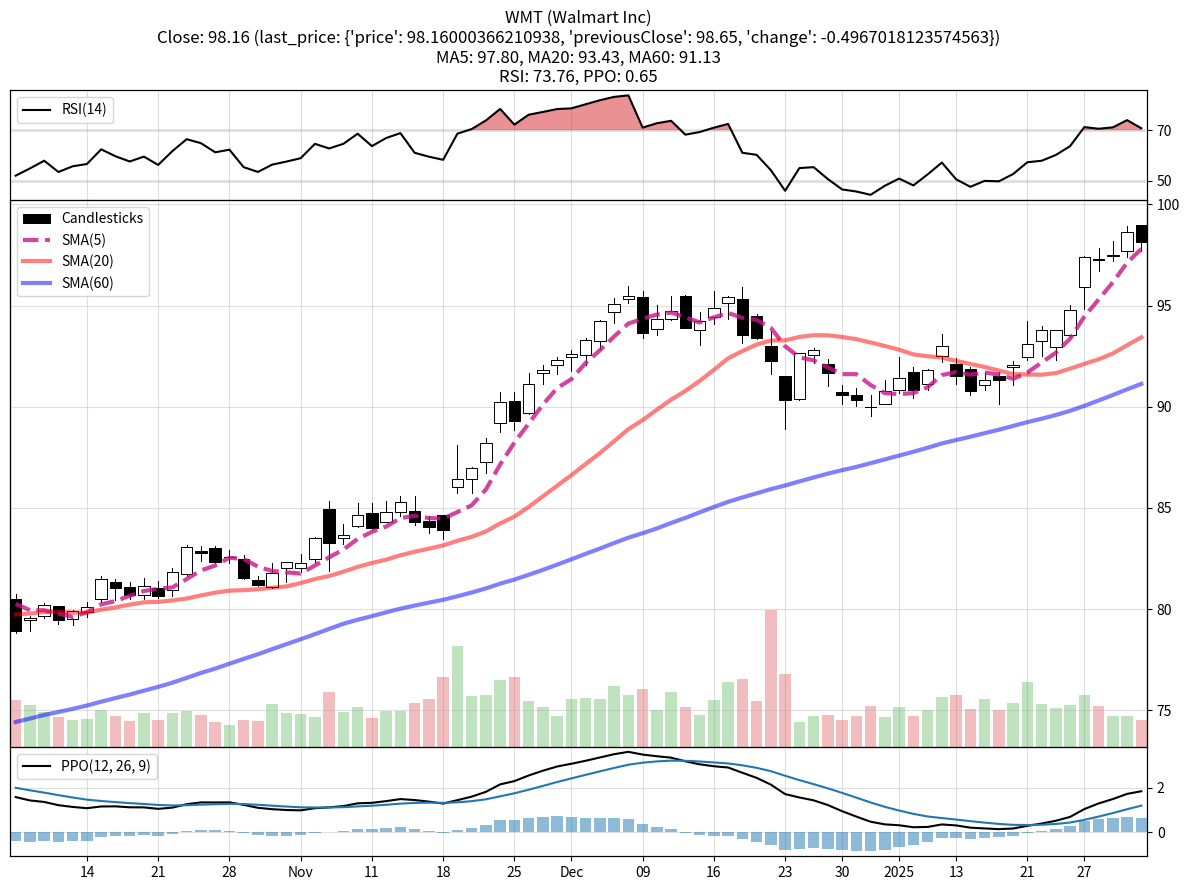 WMT (Walmart Inc)
Close: 98.16 (last_price: {'price': 98.16000366210938, 'previousClose': 98.65, 'change': -0.4967018123574563})
MA5: 97.80, MA20: 93.43, MA60: 91.13
RSI: 73.76, PPO: 0.65
RSI(14)
70
50
Candlesticks
SMA(5)
SMA(20)
SMA(60)
100
95
90
85
80
75
PPO(12, 26, 9)
2
0
14 21 28 Nov 11 18 25 Dec 09 16 23 30 2025 13 21 27